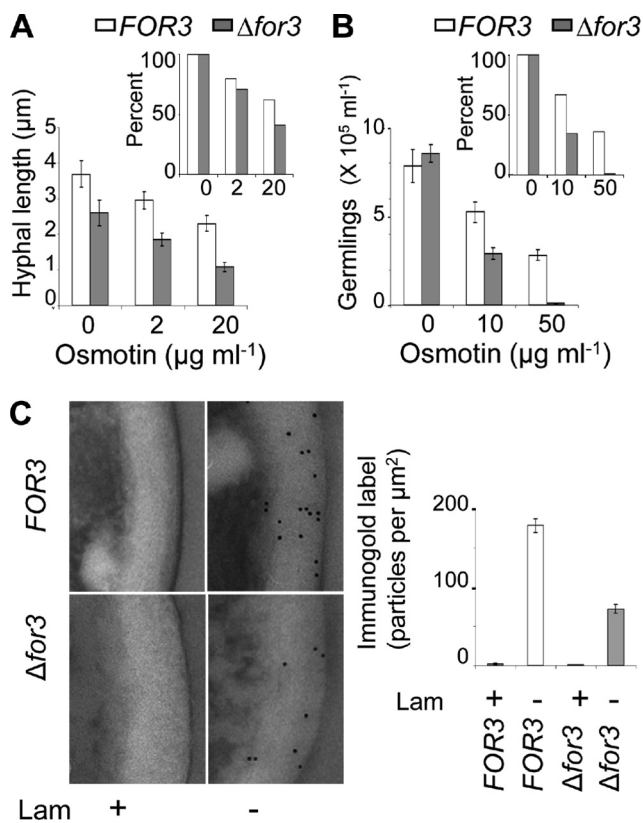 A
FOR3 Δfor3
Hyphal length (µm)
5
4
3
2
1
0
Percent
100
50
0
0 2 20
0 2 20
Osmotin (µg ml-1)
B
FOR3 Δfor3
Germlings (X 10⁵ ml⁻¹)
10
5
0
Percent
100
50
0
0 10 50
0 10 50
Osmotin (µg ml-1)
C
FOR3
Δfor3
Lam + -
Immunogold label
(particles per µm²)
200
100
0
Lam + - + -
FOR3 FOR3 Δfor3 Δfor3